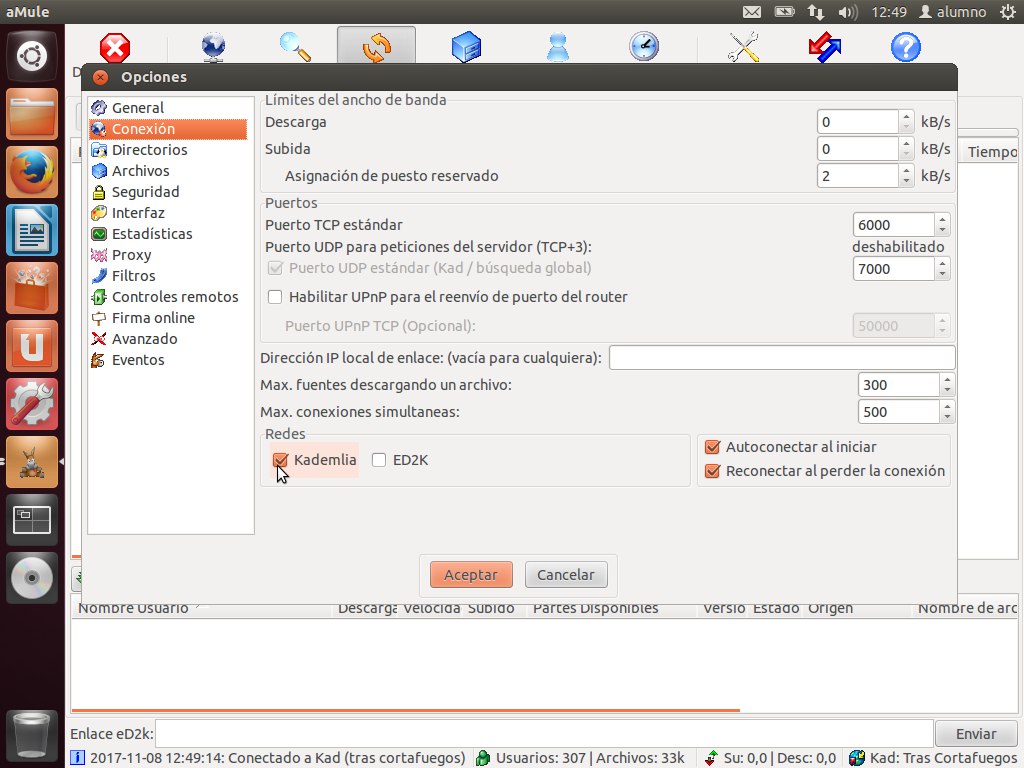 aMule
12:49 alumno
D
Opciones
General
Conexión
Directorios
Archivos
Seguridad
Interfaz
Estadísticas
Proxy
Filtros
Controles remotos
Firma online
Avanzado
Eventos
Límites del ancho de banda
Descarga 0 kB/s
Subida 0 kB/s
Asignación de puesto reservado 2 kB/s
Puertos
Puerto TCP estándar 6000
Puerto UDP para peticiones del servidor (TCP+3): deshabilitado
Puerto UDP estándar (Kad / búsqueda global) 7000
Habilitar UPnP para el reenvío de puerto del router
Puerto UPnP TCP (Opcional): 50000
Dirección IP local de enlace: (vacía para cualquiera):
Max. fuentes descargando un archivo: 300
Max. conexiones simultaneas: 500
Redes
Kademlia ED2K
Autoconectar al iniciar
Reconectar al perder la conexión
Aceptar Cancelar
Tiempo
Nombre Usuario Descarga Velocida Subido Partes Disponibles Versió Estado Origen Nombre de arc
Enlace eD2k: Enviar
2017-11-08 12:49:14: Conectado a Kad (tras cortafuegos) Usuarios: 307 | Archivos: 33k Su: 0,0 | Desc: 0,0 Kad: Tras Cortafuegos